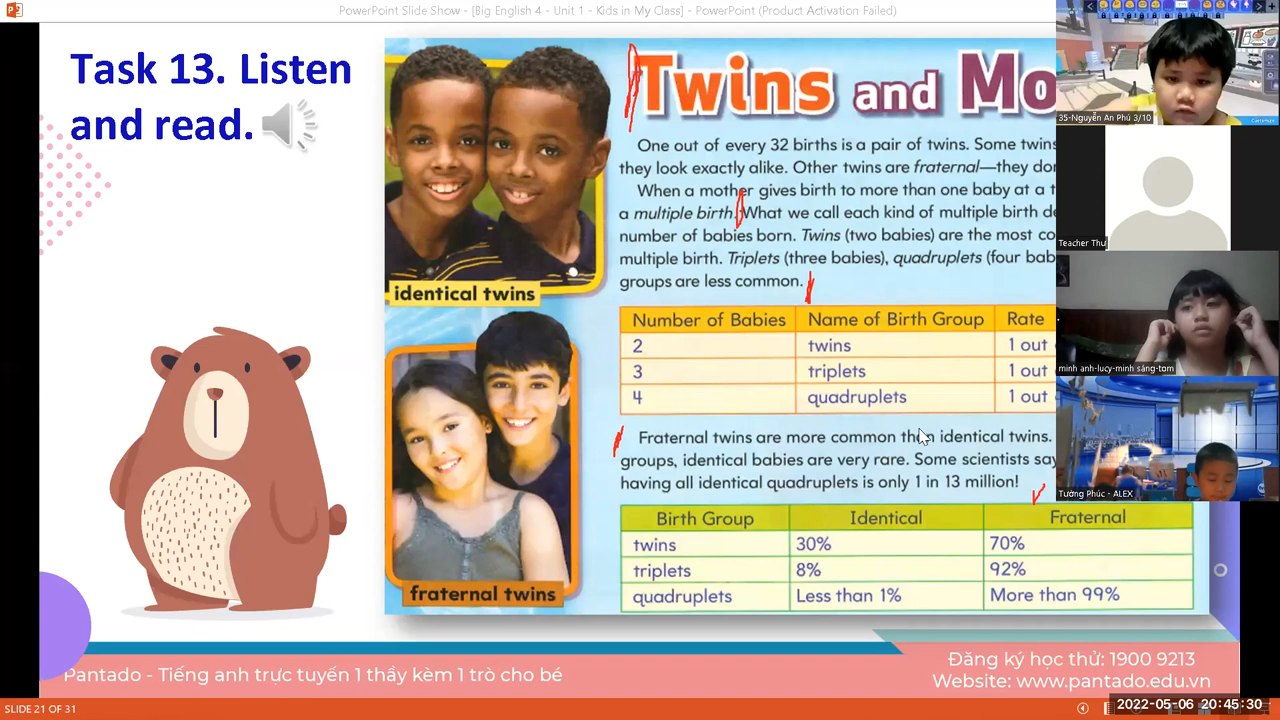 PowerPoint Slide Show - [Big English 4 - Unit 1 - Kids in My Class] - PowerPoint (Product Activation Failed)
Task 13. Listen
and read.
Twins and Mo
One out of every 32 births is a pair of twins. Some twins
they look exactly alike. Other twins are fraternal—they don
When a mother gives birth to more than one baby at a t
a multiple birth. What we call each kind of multiple birth de
number of babies born. Twins (two babies) are the most co
multiple birth. Triplets (three babies), quadruplets (four bab
groups are less common.
identical twins
Number of Babies Name of Birth Group Rate
2 twins 1 out
3 triplets 1 out
4 quadruplets 1 out
Fraternal twins are more common than identical twins.
groups, identical babies are very rare. Some scientists say
having all identical quadruplets is only 1 in 13 million!
Birth Group Identical Fraternal
twins 30% 70%
triplets 8% 92%
quadruplets Less than 1% More than 99%
fraternal twins
35-Nguyễn An Phú 3/10
Teacher Thư
minh anh-lucy-minh sáng-tom
Tường Phúc - ALEX
Pantado - Tiếng anh trực tuyến 1 thầy kèm 1 trò cho bé
Đăng ký học thử: 1900 9213
Website: www.pantado.edu.vn
SLIDE 21 OF 31
2022-05-06 20:45:30